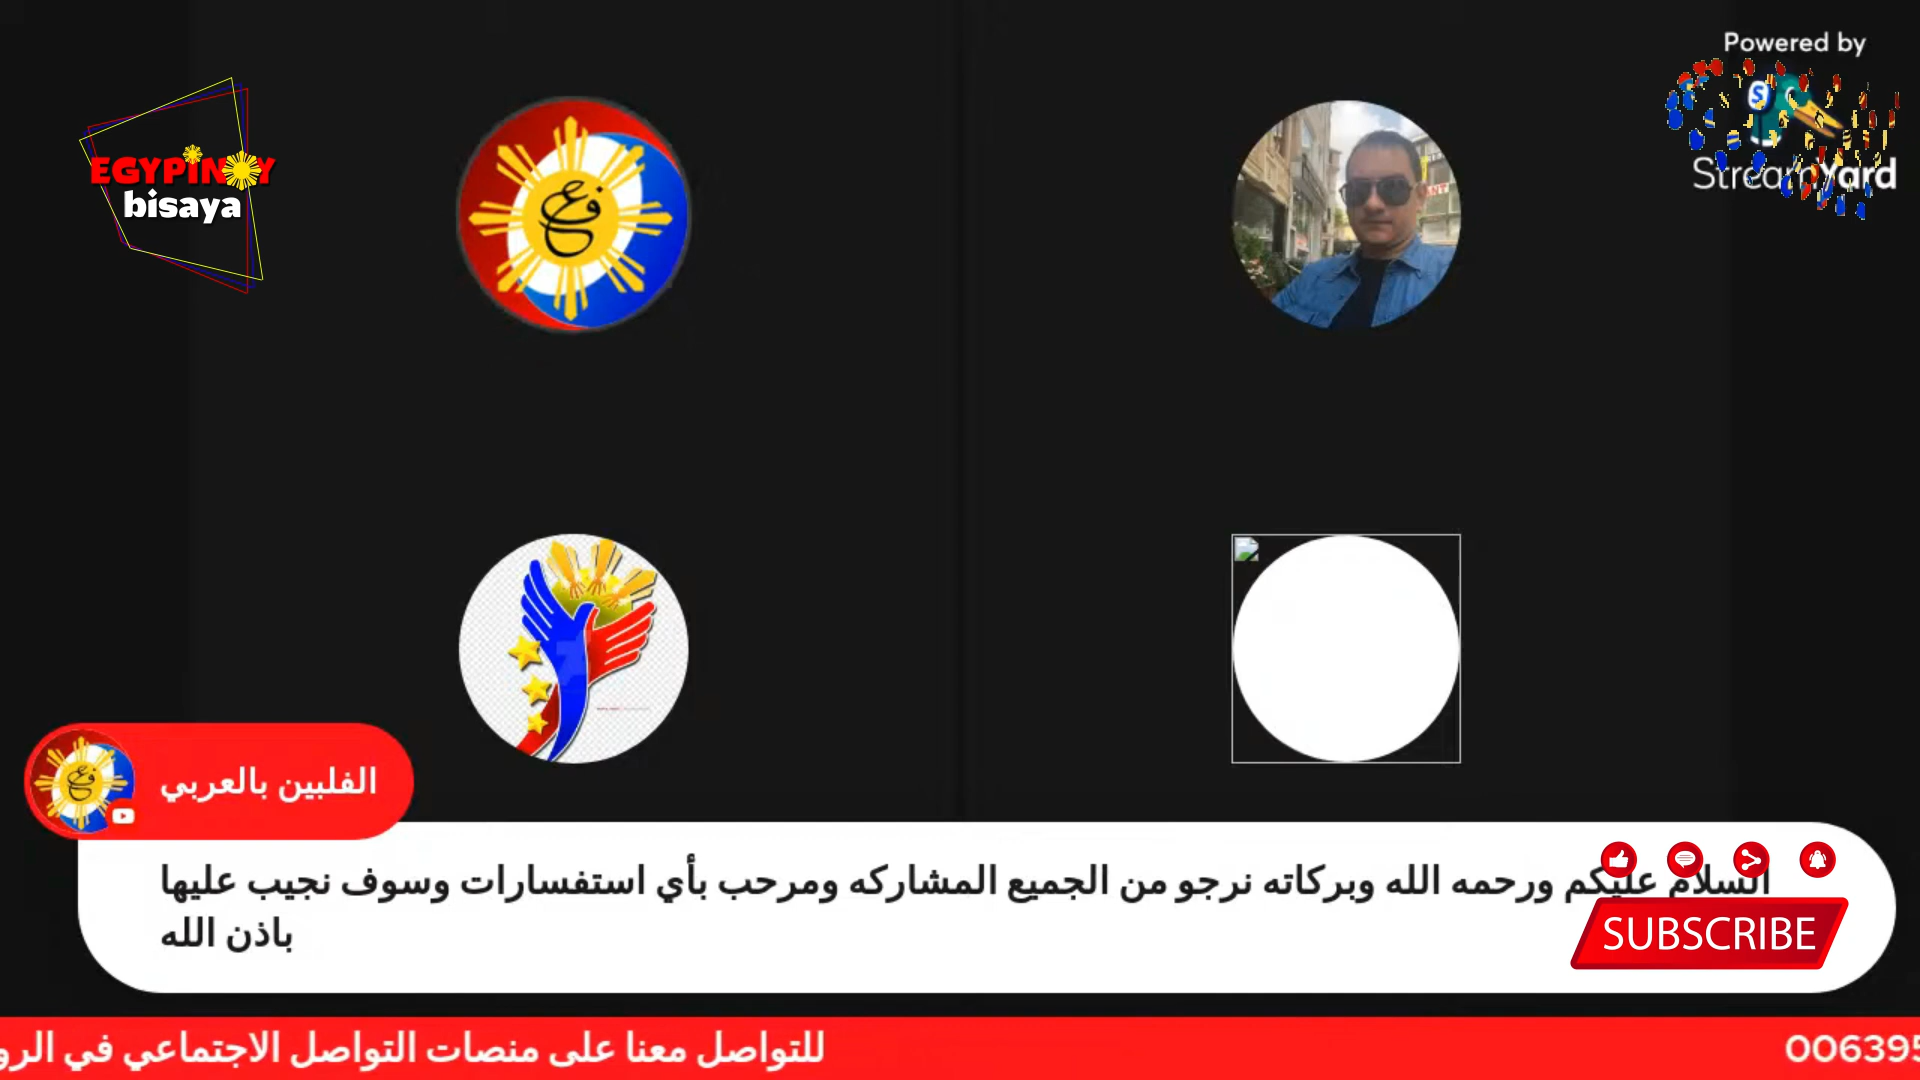 Powered by
StreamYard
EGYPINOY
bisaya
الفلبين بالعربي
السلام عليكم ورحمه الله وبركاته نرجو من الجميع المشاركه ومرحب بأي استفسارات وسوف نجيب عليها
باذن الله
SUBSCRIBE
للتواصل معنا على منصات التواصل الاجتماعي في
006395